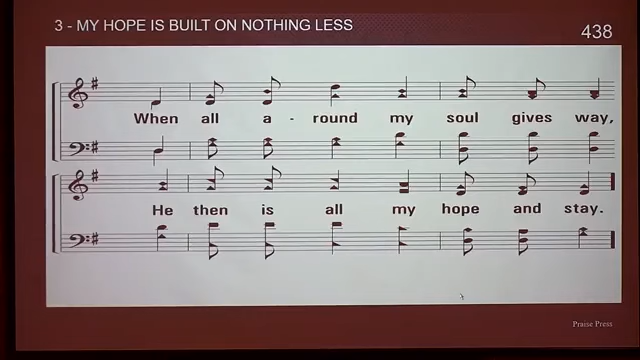 3 - MY HOPE IS BUILT ON NOTHING LESS
438
When all a - round my soul gives way,
He then is all my hope and stay.
Praise Press